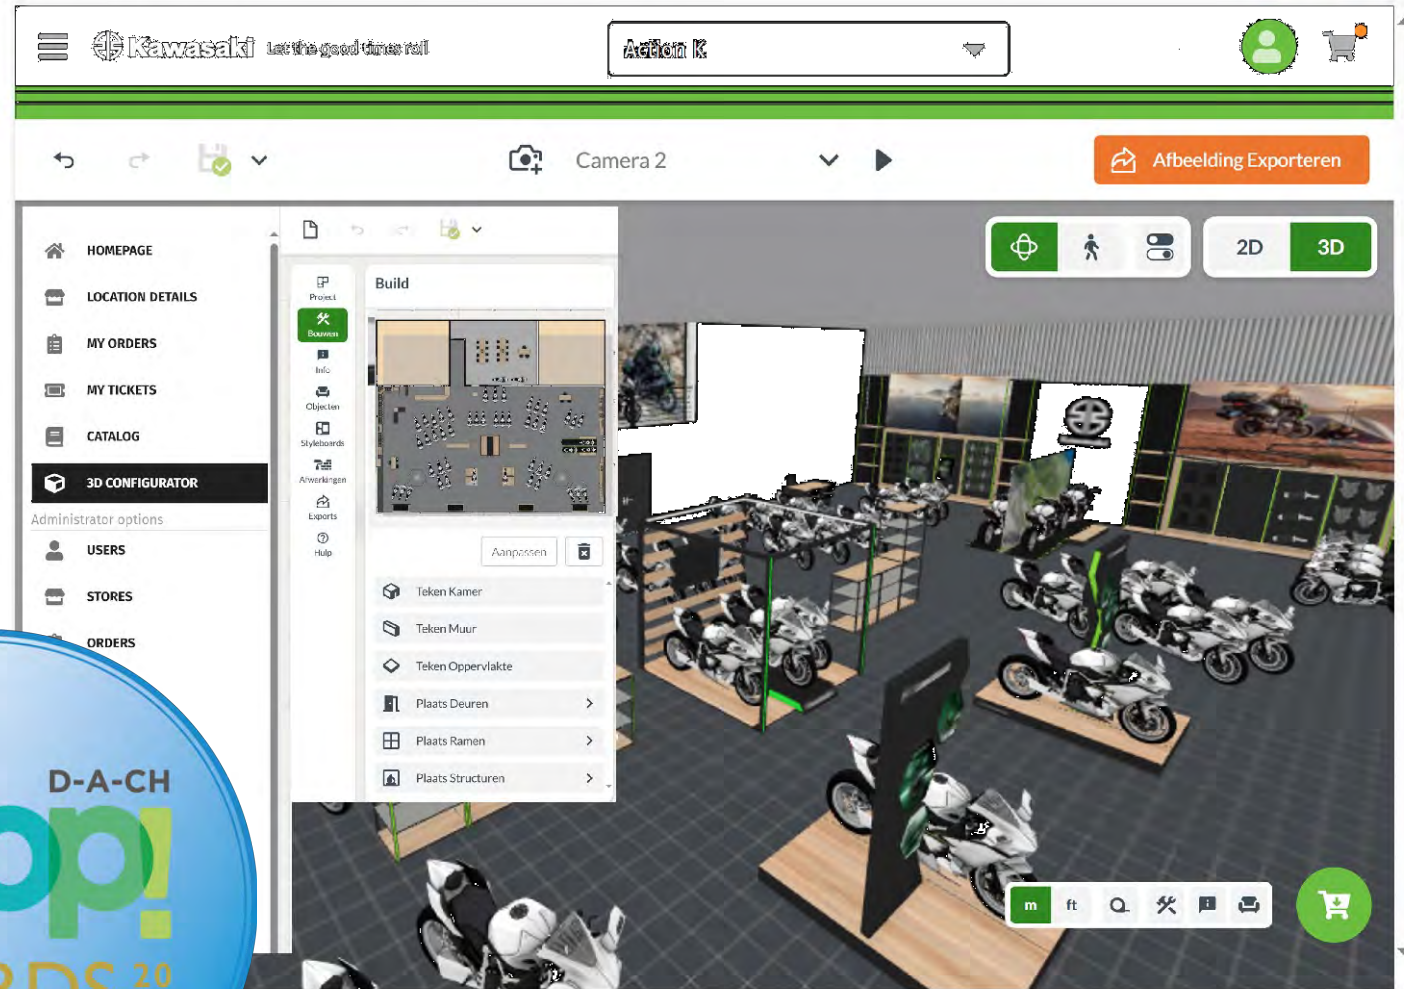 Kawasaki Let the good times roll
Action K
Camera 2
Afbeelding Exporteren
2D
3D
HOMEPAGE
LOCATION DETAILS
MY ORDERS
MY TICKETS
CATALOG
3D CONFIGURATOR
Administrator options
USERS
STORES
ORDERS
Project
Bouwen
Info
Objecten
Styleboards
Afwerkingen
Exports
Hulp
Build
Aanpassen
Teken Kamer
Teken Muur
Teken Oppervlakte
Plaats Deuren
Plaats Ramen
Plaats Structuren
m
ft
D-A-CH
op!
RDS 20